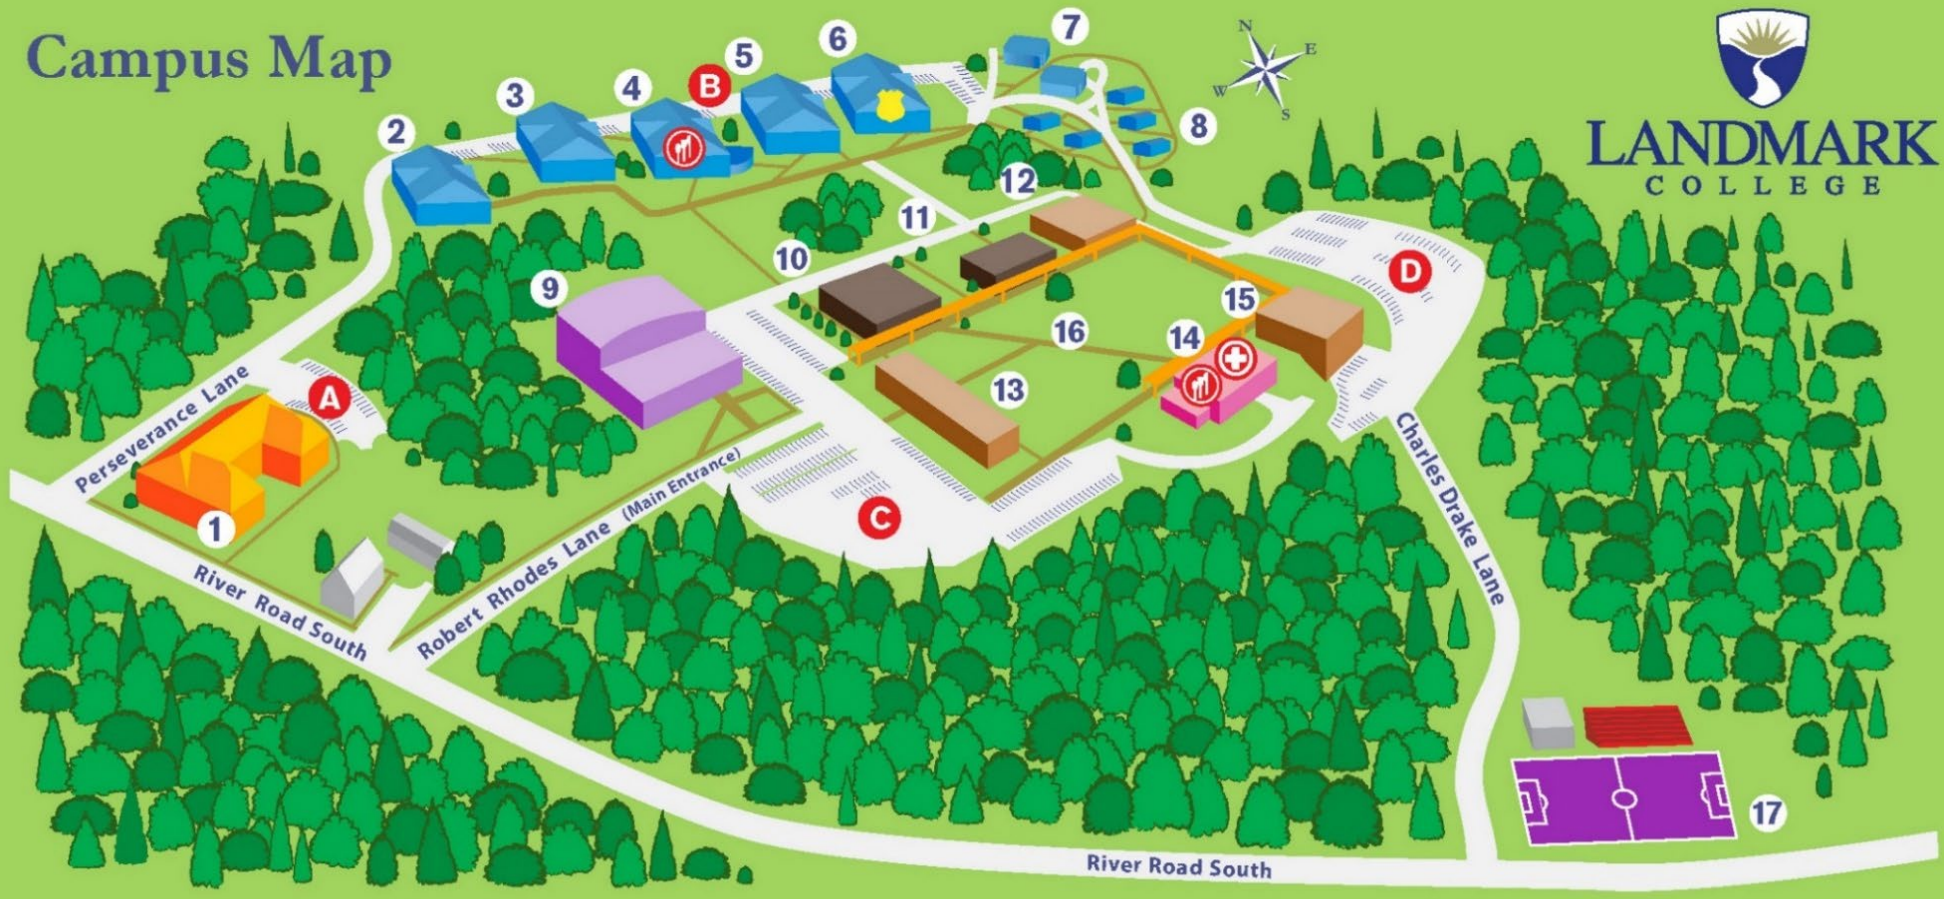 Campus Map
LANDMARK
COLLEGE
N
E
W
S
1
2
3
4
B
5
6
7
8
9
10
11
12
13
14
15
16
17
A
C
D
Perseverance Lane
River Road South
Robert Rhodes Lane (Main Entrance)
Charles Drake Lane
River Road South